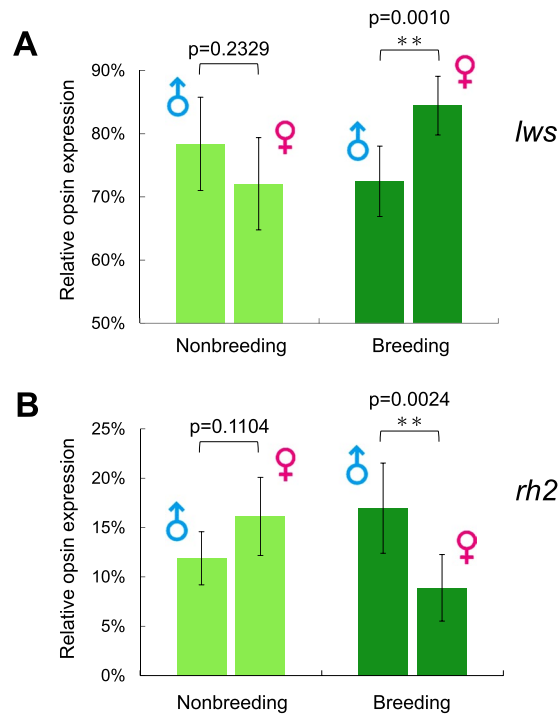 A
p=0.0010
p=0.2329
**
90%
80%
70%
60%
50%
Relative opsin expression
lws
Nonbreeding
Breeding
B
p=0.0024
p=0.1104
**
25%
20%
15%
10%
5%
0%
Relative opsin expression
rh2
Nonbreeding
Breeding